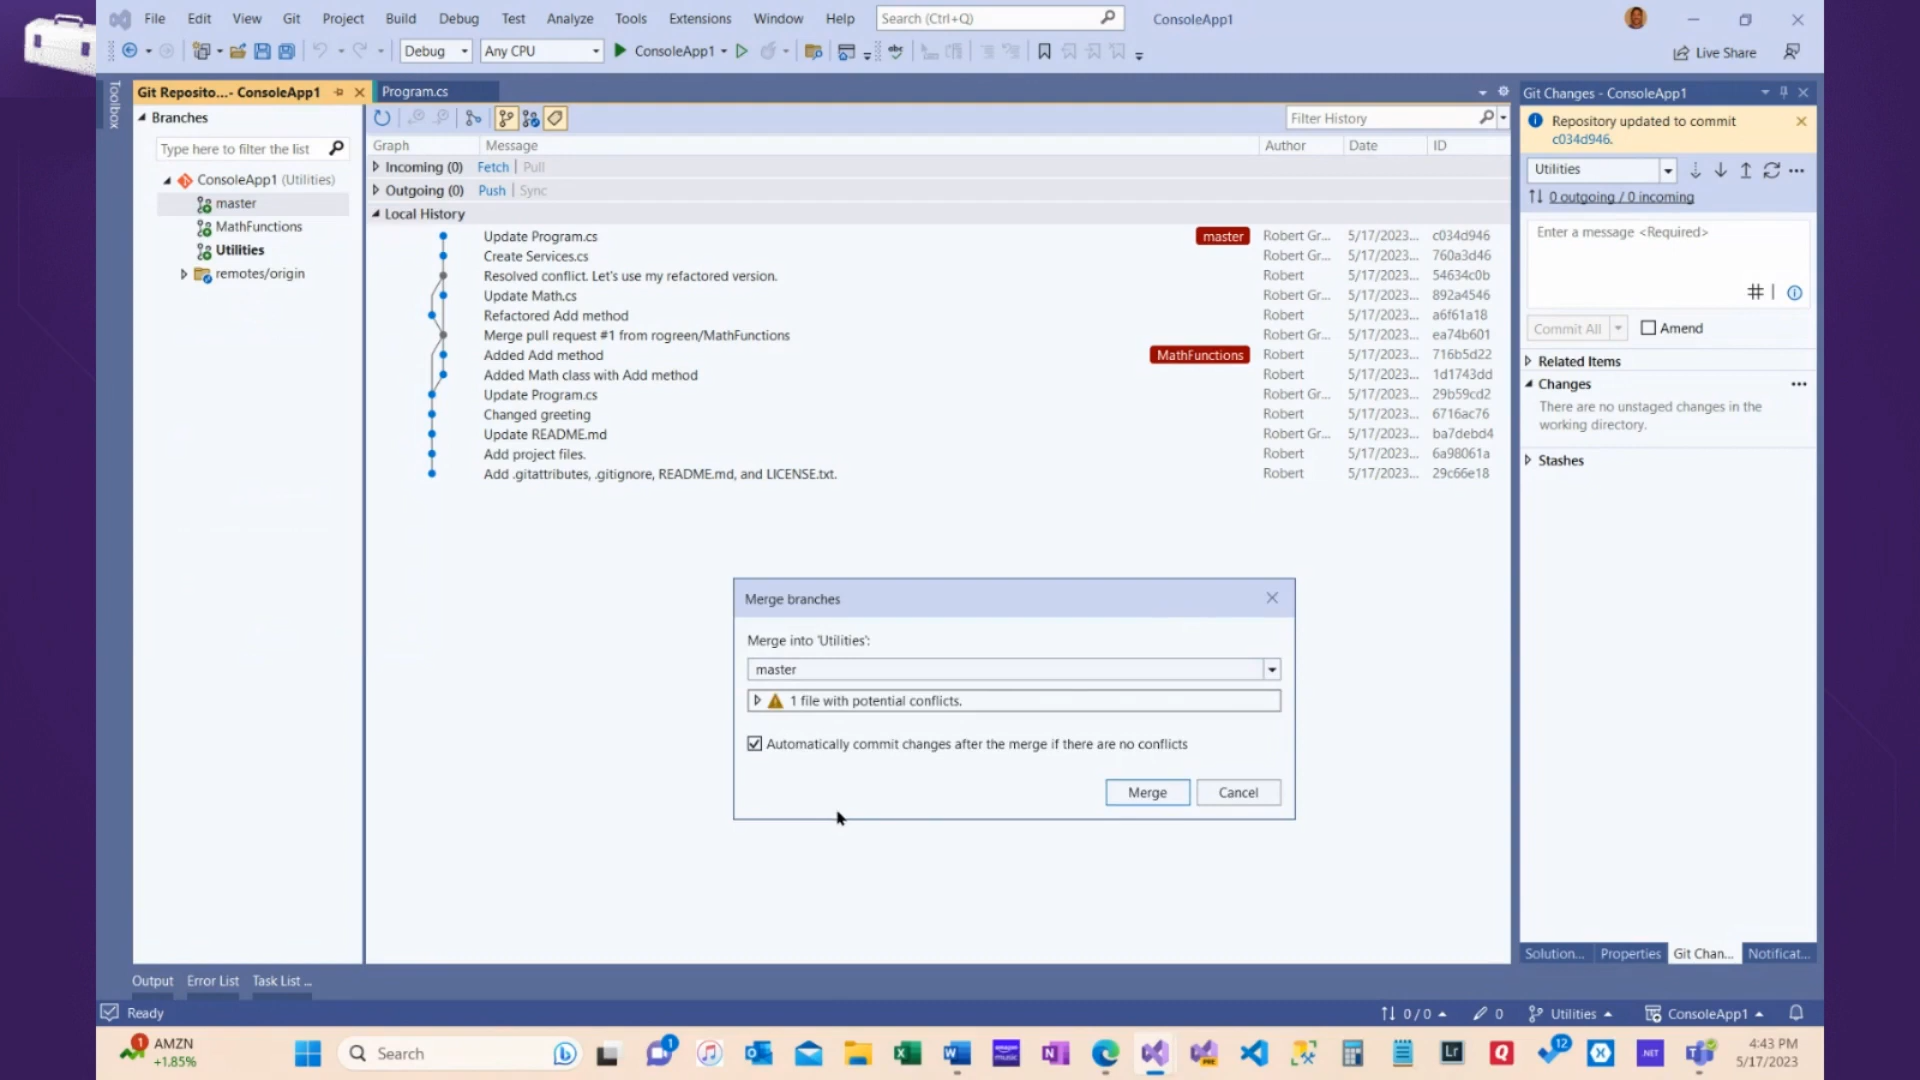 File Edit View Git Project Build Debug Test Analyze Tools Extensions Window Help Search (Ctrl+Q) ConsoleApp1
Debug Any CPU ConsoleApp1 Live Share
Toolbox
Git Reposito...- ConsoleApp1
Program.cs
Branches
Type here to filter the list
ConsoleApp1 (Utilities)
master
MathFunctions
Utilities
remotes/origin
Filter History
Graph Message Author Date ID
Incoming (0) Fetch | Pull
Outgoing (0) Push | Sync
Local History
Update Program.cs master Robert Gr... 5/17/2023... c034d946
Create Services.cs Robert Gr... 5/17/2023... 760a3d46
Resolved conflict. Let's use my refactored version. Robert 5/17/2023... 54634c0b
Update Math.cs Robert Gr... 5/17/2023... 892a4546
Refactored Add method Robert 5/17/2023... a6f61a18
Merge pull request #1 from rogreen/MathFunctions Robert Gr... 5/17/2023... ea74b601
Added Add method MathFunctions Robert 5/17/2023... 716b5d22
Added Math class with Add method Robert 5/17/2023... 1d1743dd
Update Program.cs Robert Gr... 5/17/2023... 29b59cd2
Changed greeting Robert 5/17/2023... 6716ac76
Update README.md Robert Gr... 5/17/2023... ba7debd4
Add project files. Robert 5/17/2023... 6a98061a
Add .gitattributes, .gitignore, README.md, and LICENSE.txt. Robert 5/17/2023... 29c66e18
Merge branches
Merge into 'Utilities':
master
1 file with potential conflicts.
Automatically commit changes after the merge if there are no conflicts
Merge Cancel
Git Changes - ConsoleApp1
Repository updated to commit
c034d946.
Utilities
0 outgoing / 0 incoming
Enter a message <Required>
Commit All Amend
Related Items
Changes
There are no unstaged changes in the
working directory.
Stashes
Solution... Properties Git Chan... Notificat...
Output Error List Task List ...
Ready 0 / 0 0 Utilities ConsoleApp1
1 AMZN
+1.85%
Search
1
music
PRE
Lr
Q
12
.NET
4:43 PM
5/17/2023